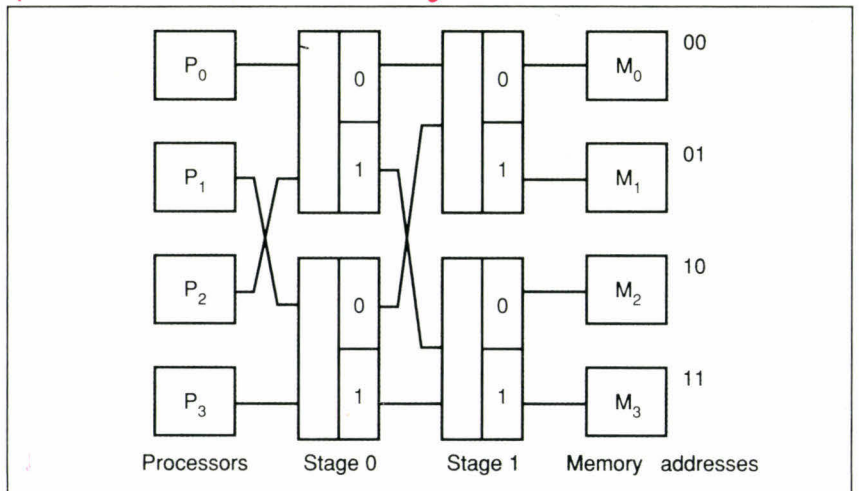 P0
0
0
M0
00
1
1
P1
M1
01
P2
0
0
M2
10
P3
1
1
M3
11
Processors
Stage 0
Stage 1
Memory addresses